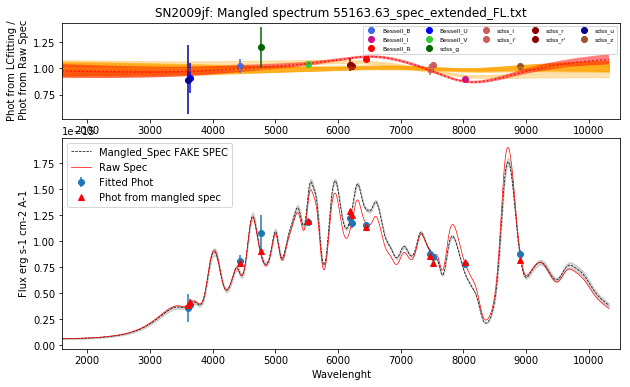 SN2009jf: Mangled spectrum 55163.63_spec_extended_FL.txt
Phot from LCfitting /
Phot from Raw Spec
1.25
1.00
0.75
Bessell_B
Bessell_I
Bessell_R
Bessell_U
Bessell_V
sdss_g
sdss_i
sdss_i'
sdss_r
sdss_r'
sdss_u
sdss_z
2000 3000 4000 5000 6000 7000 8000 9000 10000
1e-15
Flux erg s-1 cm-2 A-1
1.75
1.50
1.25
1.00
0.75
0.50
0.25
0.00
Mangled_Spec FAKE SPEC
Raw Spec
Fitted Phot
Phot from mangled spec
2000 3000 4000 5000 6000 7000 8000 9000 10000
Wavelenght